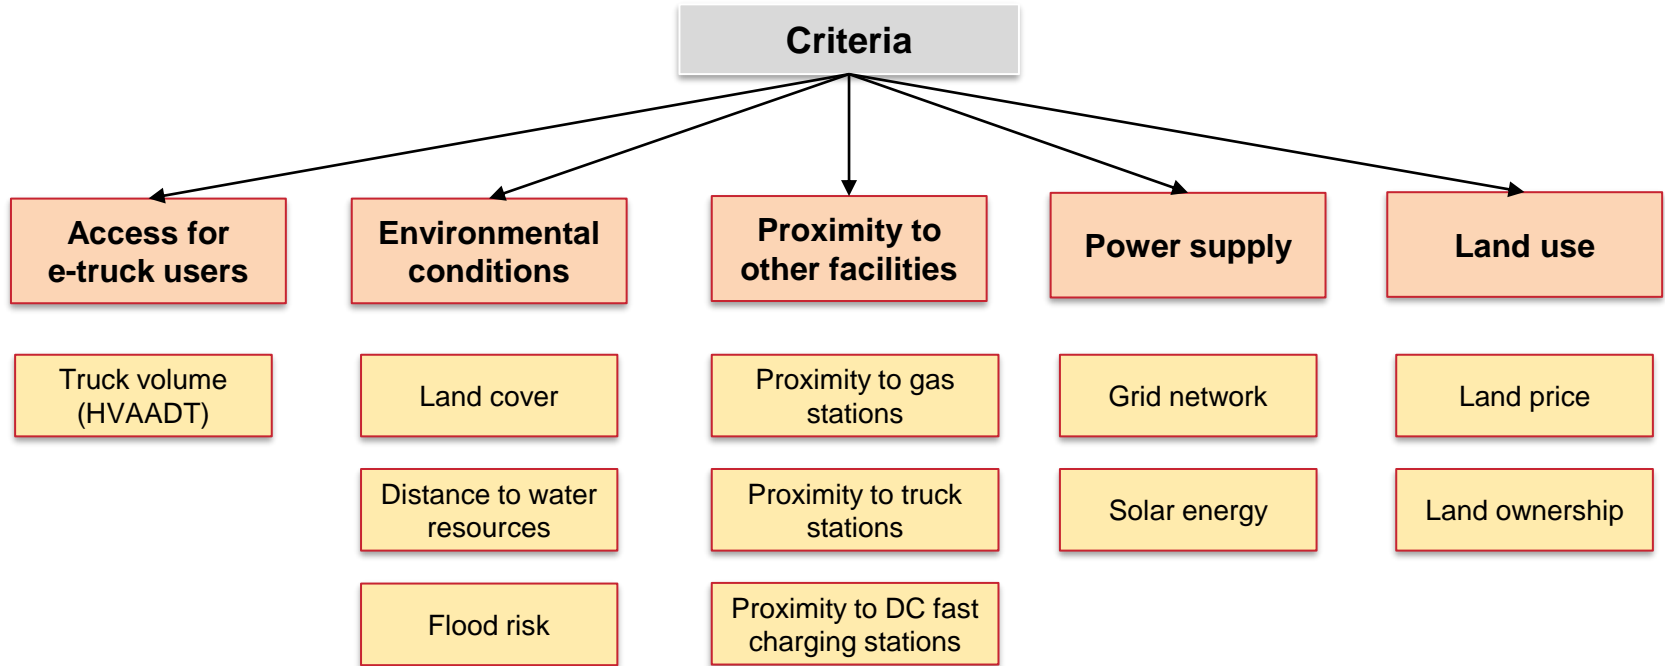 Criteria
Access for
e-truck users
Environmental
conditions
Proximity to
other facilities
Power supply
Land use
Truck volume
(HVAADT)
Land cover
Proximity to gas
stations
Grid network
Land price
Distance to water
resources
Proximity to truck
stations
Solar energy
Land ownership
Flood risk
Proximity to DC fast
charging stations